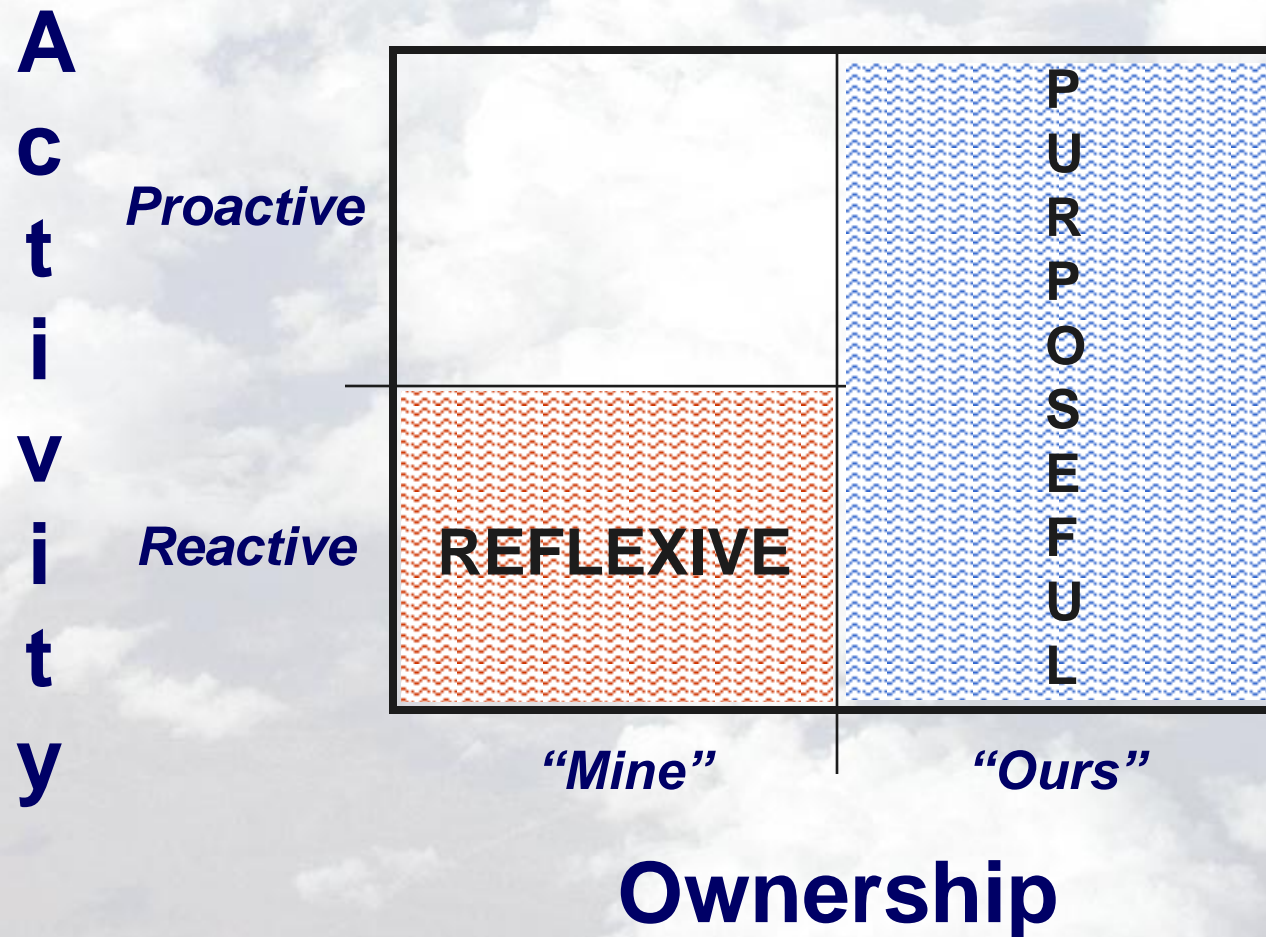 Activity
Proactive
Reactive
REFLEXIVE
PURPOSEFUL
“Mine”
“Ours”
Ownership